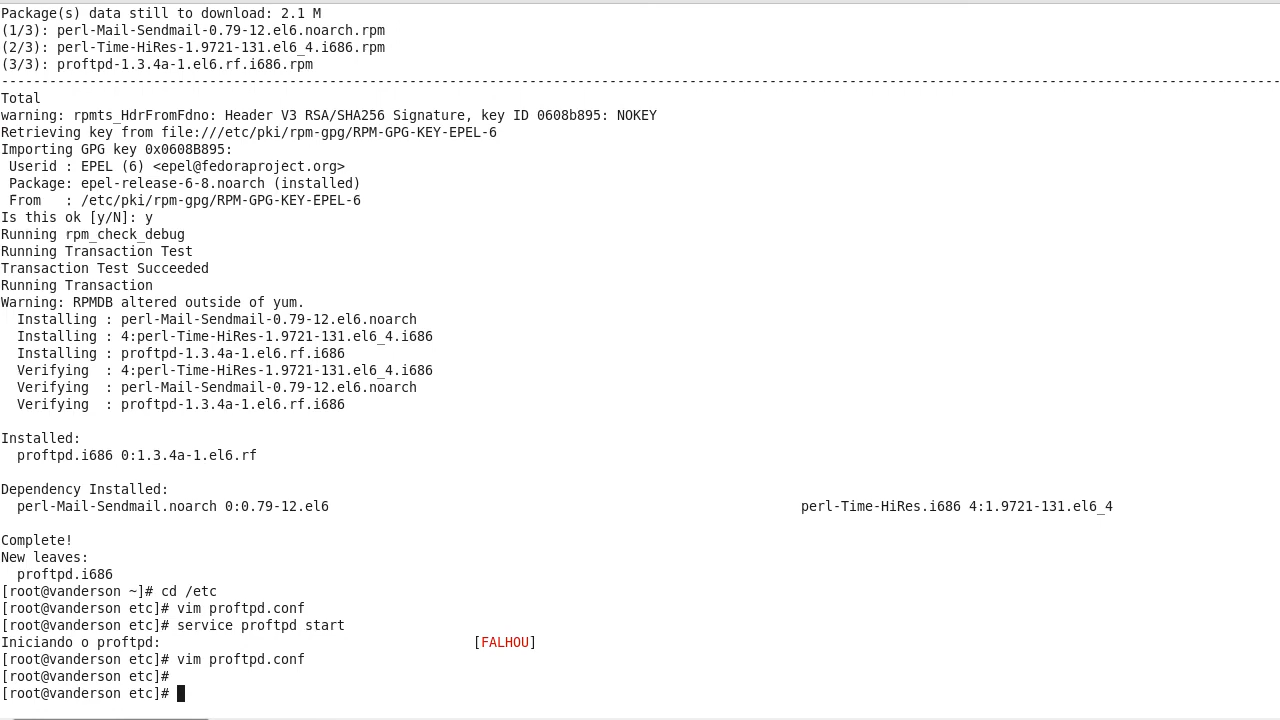 Package(s) data still to download: 2.1 M
(1/3): perl-Mail-Sendmail-0.79-12.el6.noarch.rpm
(2/3): perl-Time-HiRes-1.9721-131.el6_4.i686.rpm
(3/3): proftpd-1.3.4a-1.el6.rf.i686.rpm
----------------------------------------------------------------------------------------------------------------------------------------------------------------
Total
warning: rpmts_HdrFromFdno: Header V3 RSA/SHA256 Signature, key ID 0608b895: NOKEY
Retrieving key from file:///etc/pki/rpm-gpg/RPM-GPG-KEY-EPEL-6
Importing GPG key 0x0608B895:
 Userid : EPEL (6) <epel@fedoraproject.org>
 Package: epel-release-6-8.noarch (installed)
 From   : /etc/pki/rpm-gpg/RPM-GPG-KEY-EPEL-6
Is this ok [y/N]: y
Running rpm_check_debug
Running Transaction Test
Transaction Test Succeeded
Running Transaction
Warning: RPMDB altered outside of yum.
  Installing : perl-Mail-Sendmail-0.79-12.el6.noarch
  Installing : 4:perl-Time-HiRes-1.9721-131.el6_4.i686
  Installing : proftpd-1.3.4a-1.el6.rf.i686
  Verifying  : 4:perl-Time-HiRes-1.9721-131.el6_4.i686
  Verifying  : perl-Mail-Sendmail-0.79-12.el6.noarch
  Verifying  : proftpd-1.3.4a-1.el6.rf.i686
Installed:
  proftpd.i686 0:1.3.4a-1.el6.rf
Dependency Installed:
  perl-Mail-Sendmail.noarch 0:0.79-12.el6 perl-Time-HiRes.i686 4:1.9721-131.el6_4
Complete!
New leaves:
  proftpd.i686
[root@vanderson ~]# cd /etc
[root@vanderson etc]# vim proftpd.conf
[root@vanderson etc]# service proftpd start
Iniciando o proftpd: [FALHOU]
[root@vanderson etc]# vim proftpd.conf
[root@vanderson etc]#
[root@vanderson etc]#